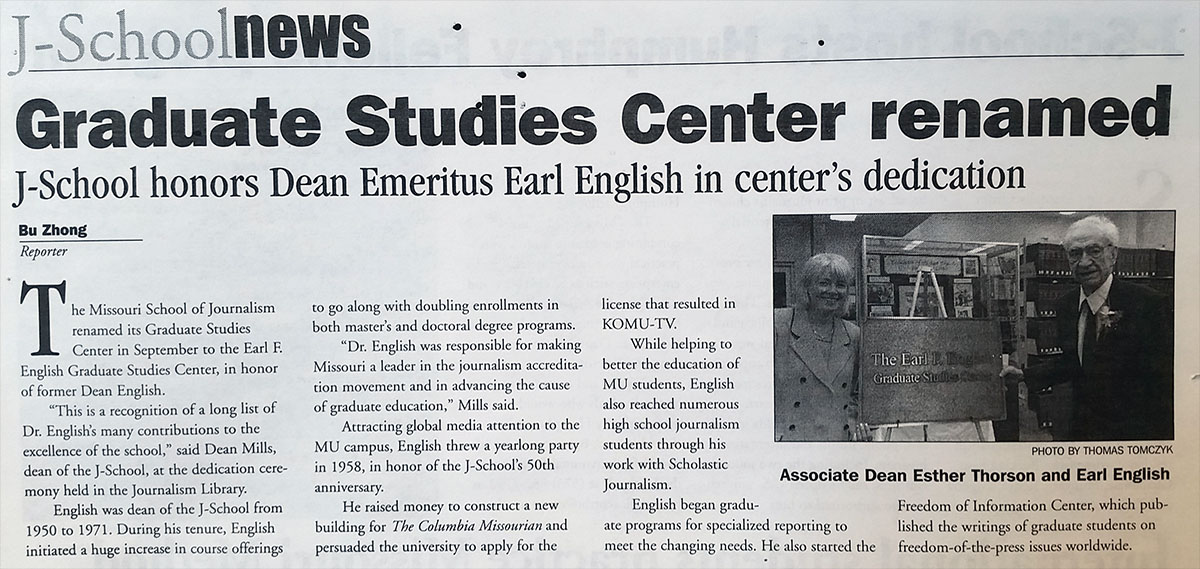 J-Schoolnews
Graduate Studies Center renamed
J-School honors Dean Emeritus Earl English in center's dedication
Bu Zhong
Reporter
The Missouri School of Journalism
renamed its Graduate Studies
Center in September to the Earl F.
English Graduate Studies Center, in honor
of former Dean English.
"This is a recognition of a long list of
Dr. English's many contributions to the
excellence of the school," said Dean Mills,
dean of the J-School, at the dedication cere-
mony held in the Journalism Library.
English was dean of the J-School from
1950 to 1971. During his tenure, English
initiated a huge increase in course offerings
to go along with doubling enrollments in
both master's and doctoral degree programs.
"Dr. English was responsible for making
Missouri a leader in the journalism accredita-
tion movement and in advancing the cause
of graduate education," Mills said.
Attracting global media attention to the
MU campus, English threw a yearlong party
in 1958, in honor of the J-School's 50th
anniversary.
He raised money to construct a new
building for The Columbia Missourian and
persuaded the university to apply for the
license that resulted in
KOMU-TV.
While helping to
better the education of
MU students, English
also reached numerous
high school journalism
students through his
work with Scholastic
Journalism.
English began gradu-
ate programs for specialized reporting to
meet the changing needs. He also started the
The Earl F. English
Graduate Studies
PHOTO BY THOMAS TOMCZYK
Associate Dean Esther Thorson and Earl English
Freedom of Information Center, which pub-
lished the writings of graduate students on
freedom-of-the-press issues worldwide.